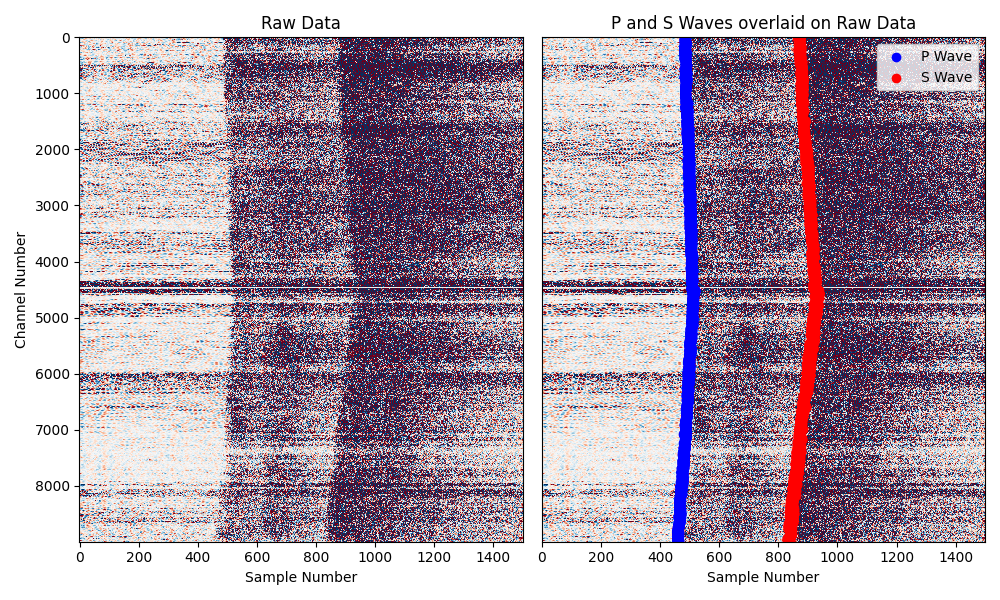 Raw Data
P and S Waves overlaid on Raw Data
P Wave
S Wave
Channel Number
0
1000
2000
3000
4000
5000
6000
7000
8000
0 200 400 600 800 1000 1200 1400
0 200 400 600 800 1000 1200 1400
Sample Number
Sample Number